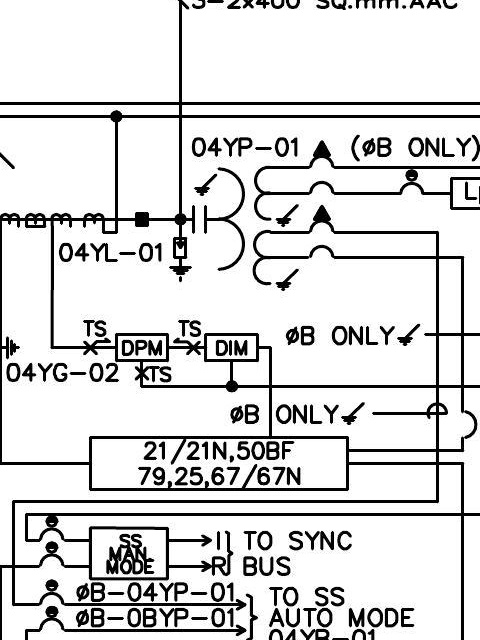 3-2x400 SQ.mm.AAC
04YP-01 (øB ONLY)
04YL-01
TS TS
DPM DIM
øB ONLY
04YG-02 TS
øB ONLY
21/21N,50BF
79,25,67/67N
SS
MAN.
MODE
I TO SYNC
R BUS
øB-04YP-01 TO SS
øB-0BYP-01 AUTO MODE